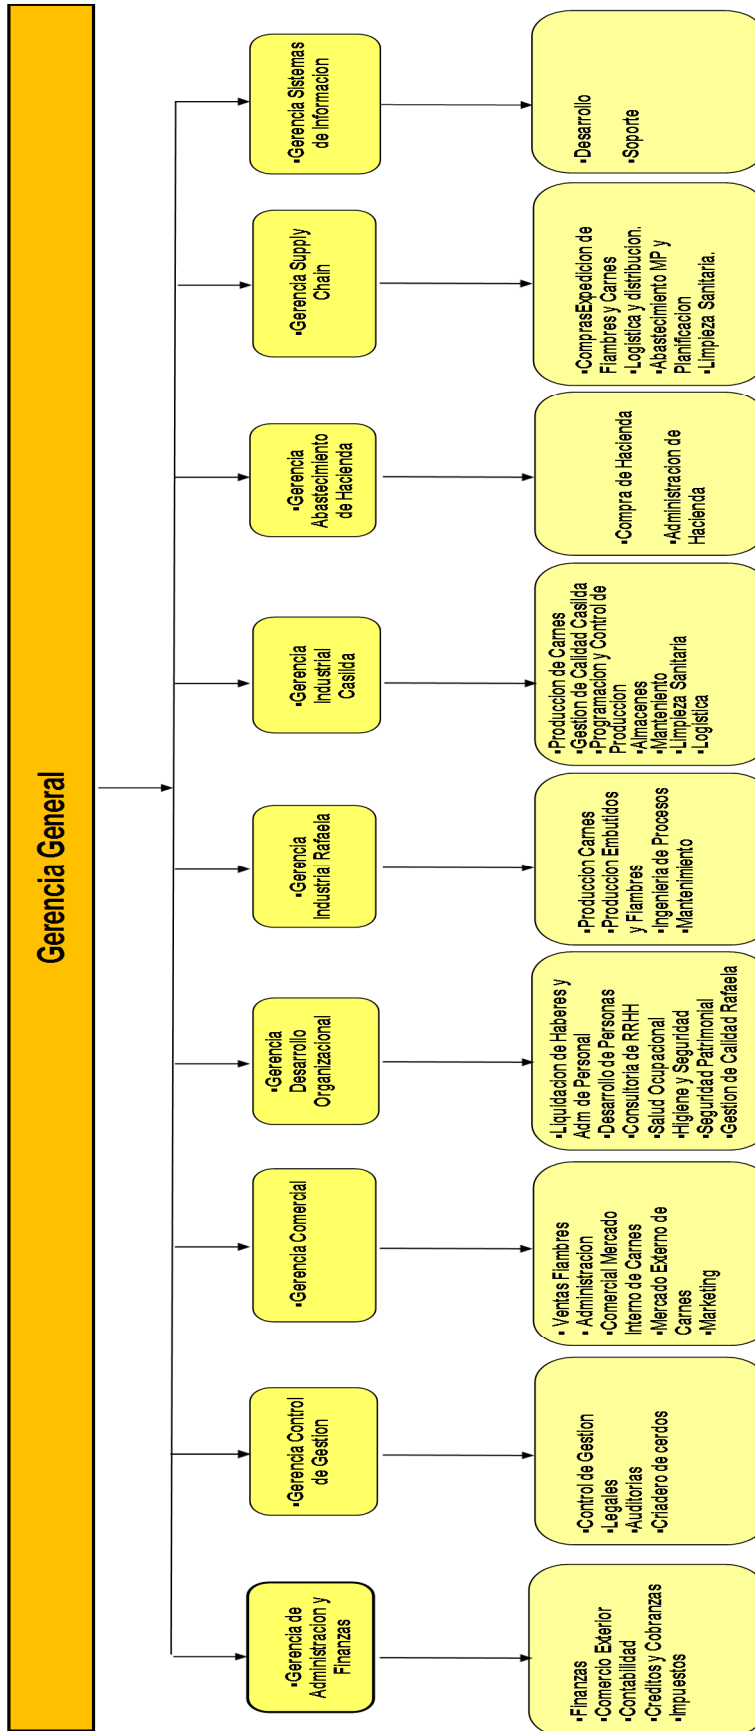 Gerencia General
▪Gerencia de
Administracion y
Finanzas
▪Gerencia Control
de Gestion
▪Gerencia Comercial
▪Gerencia
Desarrollo
Organizacional
▪Gerencia
Industrial Rafaela
▪Gerencia
Industrial
Casilda
▪Gerencia
Abastecimiento
de Hacienda
▪Gerencia Supply
Chain
▪Gerencia Sistemas
de Informacion
▪Finanzas
▪Comercio Exterior
▪Contabilidad
▪Creditos y Cobranzas
▪Impuestos
▪Control de Gestion
▪Legales
▪Auditorias
▪Criadero de cerdos
▪ Ventas Fiambres
▪ Administracion
▪Comercial Mercado
Interno de Carnes
▪Mercado Externo de
Carnes
▪Marketing
▪Liquidacion de Haberes y
Adm de Personal
▪Desarrollo de Personas
▪Consultoria de RRHH
▪Salud Ocupacional
▪Higiene y Seguridad
▪Seguridad Patrimonial
▪Gestion de Calidad Rafaela
▪Produccion Carnes
▪Produccion Embutidos
y Fiambres
▪Ingenieria de Procesos
▪Mantenimiento
▪Produccion de Carnes
▪Gestion de Calidad Casilda
▪Programacion y Control de
Produccion
▪Almacenes
▪Manteniento
▪Limpieza Sanitaria
▪Logistica
▪Compra de Hacienda
▪Administracion de
Hacienda
▪ComprasExpedicion de
Fiambres y Carnes
▪Logistica y distribucion.
▪Abastecimiento MP y
Planificacion
▪Limpieza Sanitaria.
▪Desarrollo
▪Soporte